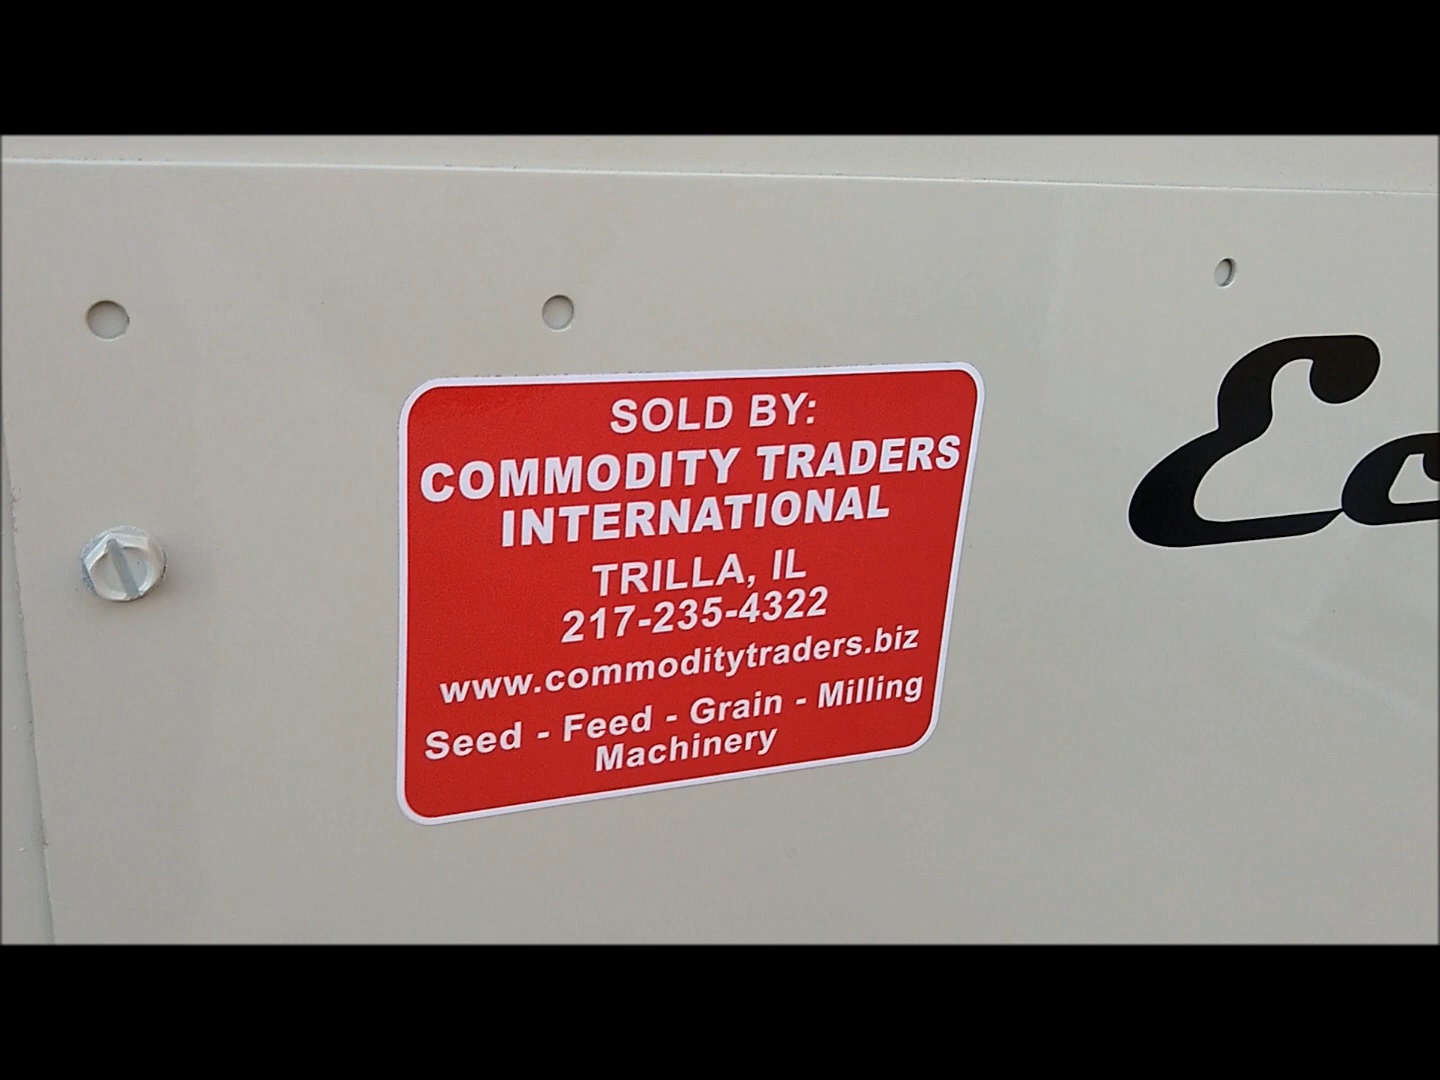 SOLD BY:
COMMODITY TRADERS
INTERNATIONAL
TRILLA, IL
217-235-4322
www.commoditytraders.biz
Seed - Feed - Grain - Milling
Machinery